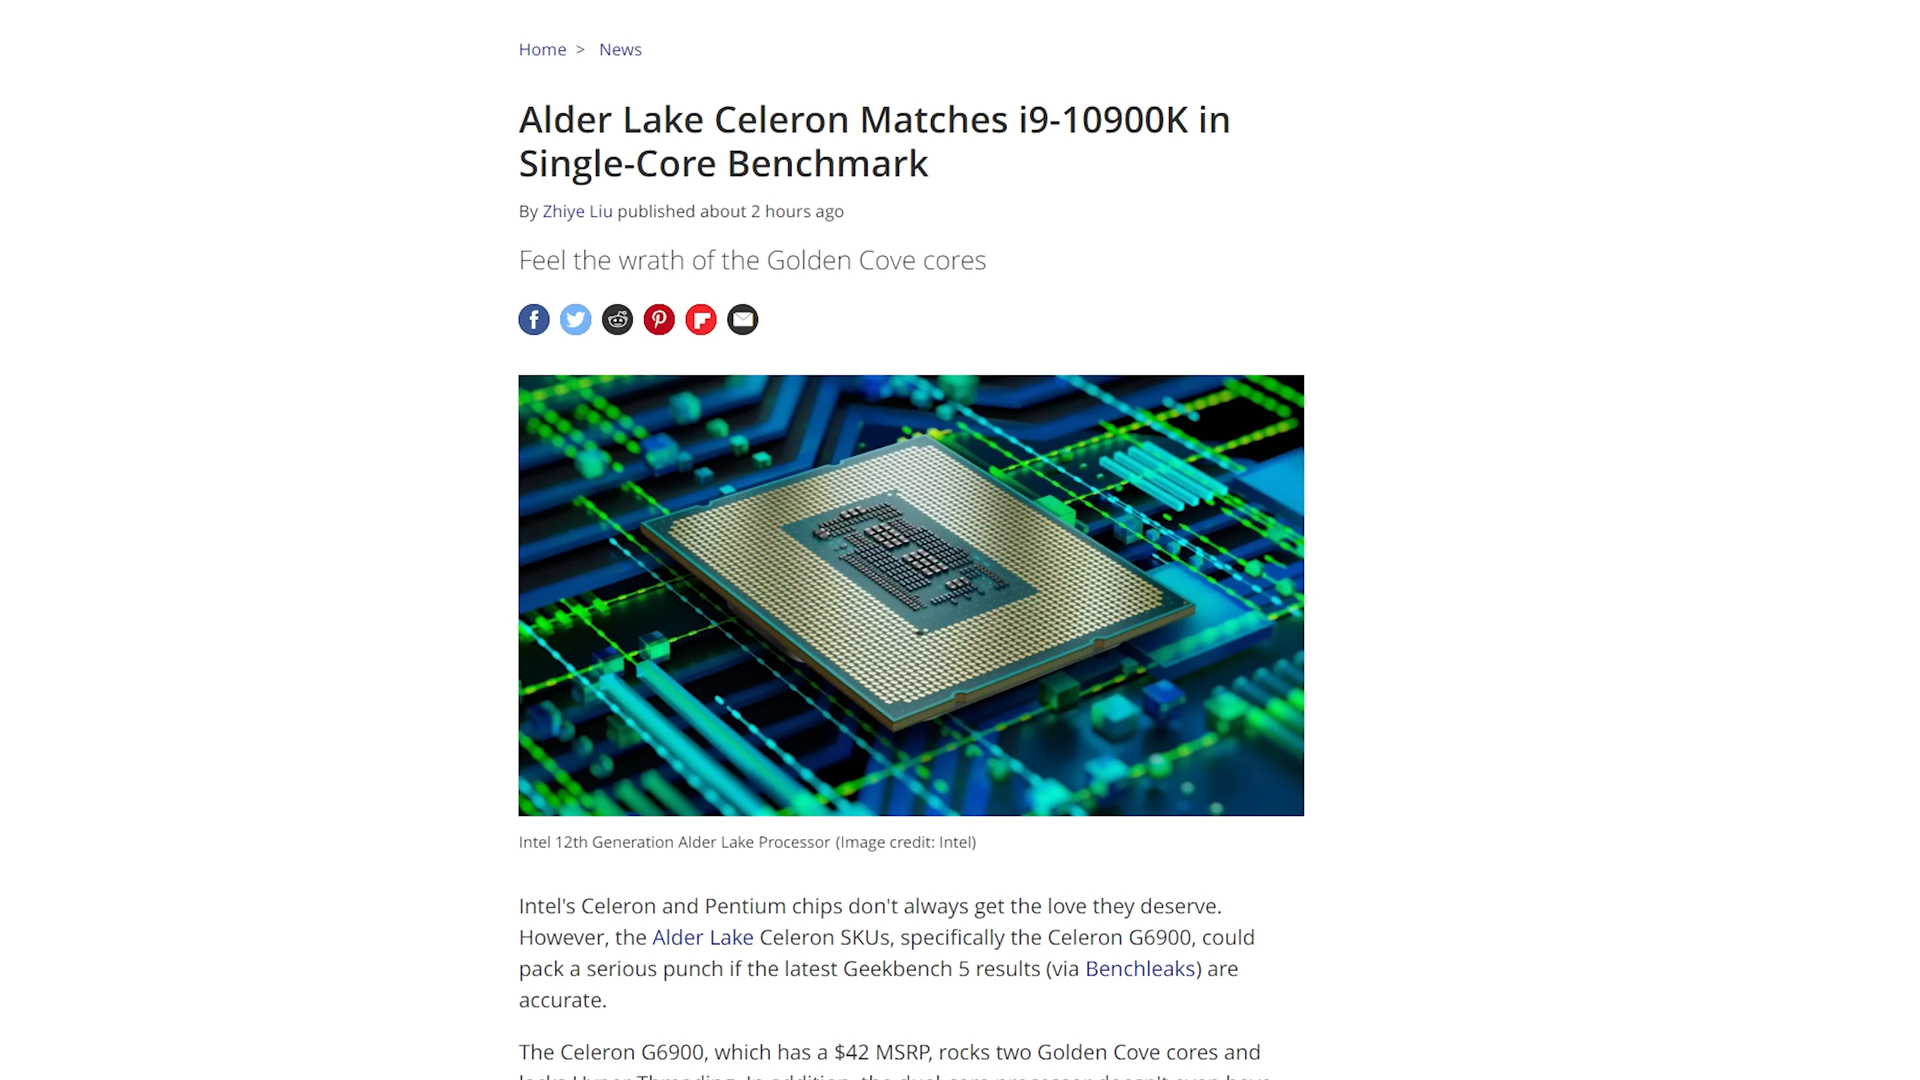 Home > News
Alder Lake Celeron Matches i9-10900K in
Single-Core Benchmark
By Zhiye Liu published about 2 hours ago
Feel the wrath of the Golden Cove cores
Intel 12th Generation Alder Lake Processor (Image credit: Intel)
Intel's Celeron and Pentium chips don't always get the love they deserve.
However, the Alder Lake Celeron SKUs, specifically the Celeron G6900, could
pack a serious punch if the latest Geekbench 5 results (via Benchleaks) are
accurate.
The Celeron G6900, which has a $42 MSRP, rocks two Golden Cove cores and